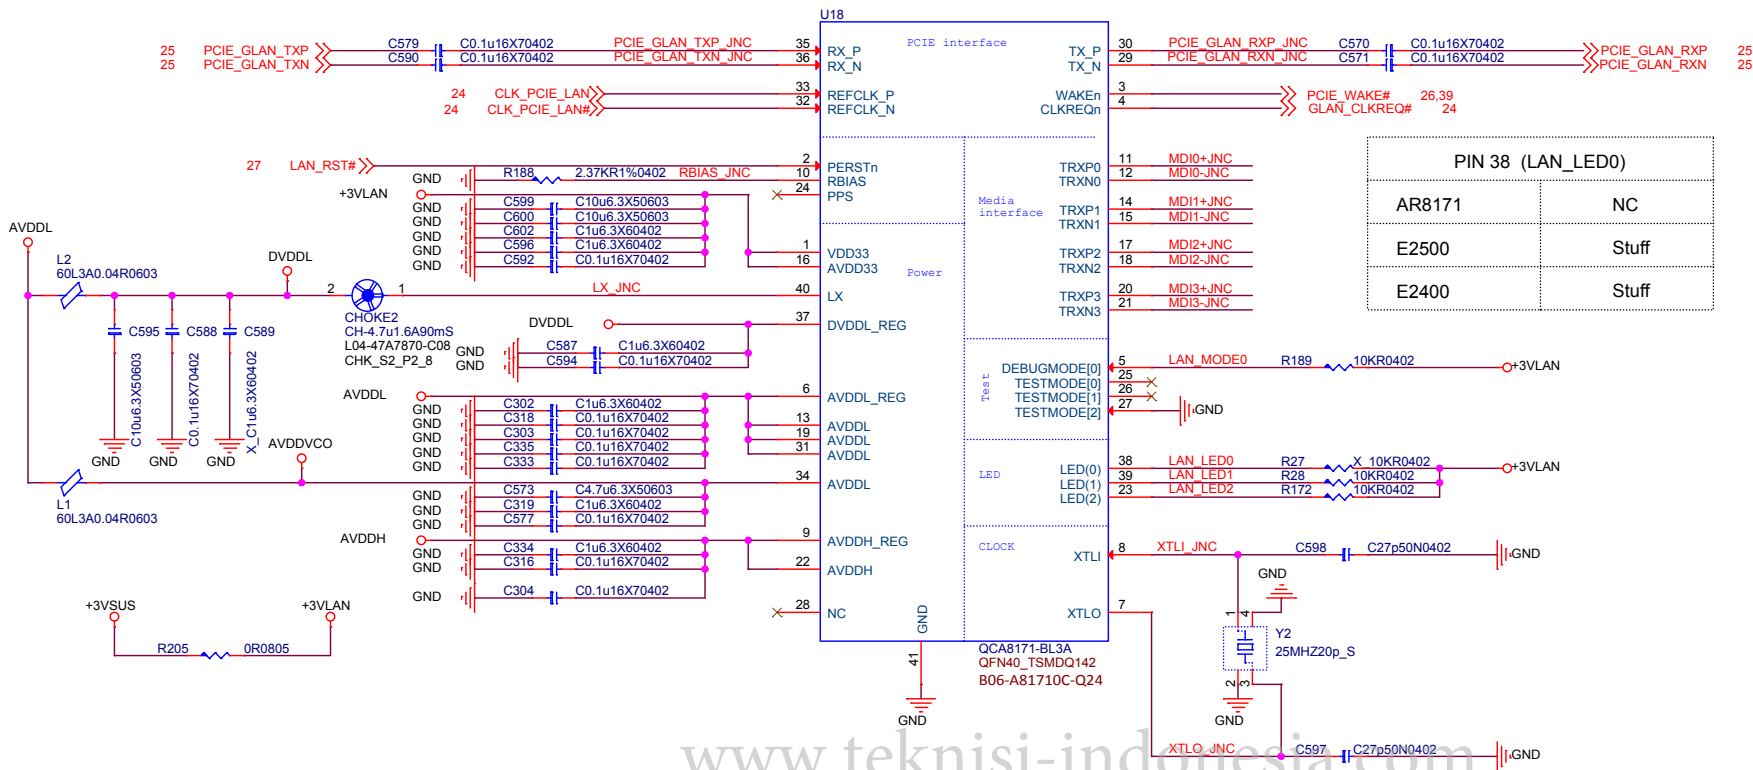 U18
PCIE interface
25 PCIE_GLAN_TXP C579 C0.1u16X70402 PCIE_GLAN_TXP_JNC 35 RX_P
25 PCIE_GLAN_TXN C590 C0.1u16X70402 PCIE_GLAN_TXN_JNC 36 RX_N
TX_P 30 PCIE_GLAN_RXP_JNC C570 C0.1u16X70402 PCIE_GLAN_RXP 25
TX_N 29 PCIE_GLAN_RXN_JNC C571 C0.1u16X70402 PCIE_GLAN_RXN 25
24 CLK_PCIE_LAN 33 REFCLK_P
24 CLK_PCIE_LAN# 32 REFCLK_N
WAKEn 3 PCIE_WAKE# 26,39
CLKREQn 4 GLAN_CLKREQ# 24
27 LAN_RST# 2 PERSTn
GND R188 2.37KR1%0402 RBIAS_JNC 10 RBIAS
+3VLAN 24 PPS
GND C599 C10u6.3X50603
GND C600 C10u6.3X50603
GND C602 C1u6.3X60402
GND C596 C1u6.3X60402
GND C592 C0.1u16X70402
1 VDD33
16 AVDD33
Media
interface
TRXP0 11 MDI0+JNC
TRXN0 12 MDI0-JNC
TRXP1 14 MDI1+JNC
TRXN1 15 MDI1-JNC
TRXP2 17 MDI2+JNC
TRXN2 18 MDI2-JNC
TRXP3 20 MDI3+JNC
TRXN3 21 MDI3-JNC
PIN 38 (LAN_LED0)
AR8171 NC
E2500 Stuff
E2400 Stuff
Power
AVDDL
L2
60L3A0.04R0603
DVDDL
2 1 LX_JNC 40 LX
CHOKE2
CH-4.7u1.6A90mS
L04-47A7870-C08
CHK_S2_P2_8
C595 C588 C589
C10u6.3X50603
C0.1u16X70402
X_C1u6.3X60402
GND GND GND
DVDDL 37 DVDDL_REG
GND C587 C1u6.3X60402
GND C594 C0.1u16X70402
Test
DEBUGMODE[0] 5 LAN_MODE0 R189 10KR0402 +3VLAN
TESTMODE[0] 25
TESTMODE[1] 26
TESTMODE[2] 27 GND
AVDDL 6 AVDDL_REG
GND C302 C1u6.3X60402
GND C318 C0.1u16X70402
GND C303 C0.1u16X70402
GND C335 C0.1u16X70402
GND C333 C0.1u16X70402
13 AVDDL
19 AVDDL
31 AVDDL
AVDDVCO
34 AVDDL
L1
60L3A0.04R0603
GND C573 C4.7u6.3X50603
GND C319 C1u6.3X60402
GND C577 C0.1u16X70402
LED
LED(0) 38 LAN_LED0 R27 X_10KR0402 +3VLAN
LED(1) 39 LAN_LED1 R28 10KR0402
LED(2) 23 LAN_LED2 R172 10KR0402
AVDDH 9 AVDDH_REG
GND C334 C1u6.3X60402
GND C316 C0.1u16X70402
22 AVDDH
GND C304 C0.1u16X70402
28 NC
CLOCK
XTLI 8 XTLI_JNC C598 C27p50N0402 GND
GND
1 4
Y2
25MHZ20p_S
2 3
GND
XTLO 7
XTLO_JNC C597 C27p50N0402 GND
+3VSUS +3VLAN
R205 0R0805
GND
41
GND
QCA8171-BL3A
QFN40_TSMDQ142
B06-A81710C-Q24
www.teknisi-indonesia.com